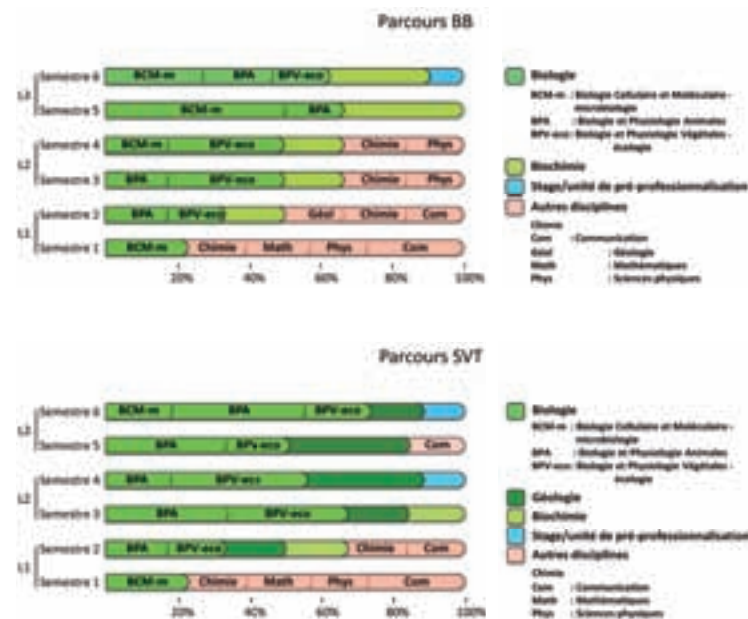 Parcours BB
L3
Semestre 6 BCM-m BPA BPV-eco
Semestre 5 BCM-m BPA
L2
Semestre 4 BCM-m BPV-eco Chimie Phys
Semestre 3 BPA BPV-eco Chimie Phys
L1
Semestre 2 BPA BPV-eco Géol Chimie Com
Semestre 1 BCM-m Chimie Math Phys Com
20% 40% 60% 80% 100%
Biologie
BCM-m : Biologie Cellulaire et Moléculaire -
microbiologie
BPA : Biologie et Physiologie Animales
BPV-eco: Biologie et Physiologie Végétales -
écologie
Biochimie
Stage/unité de pré-professionnalisation
Autres disciplines
Chimie
Com : Communication
Géol : Géologie
Math : Mathématiques
Phys : Sciences physiques
Parcours SVT
Semestre 6 BCM-m BPA BPV-eco
Semestre 5 BPA BPV-eco Com
L2
Semestre 4 BPA BPV-eco
Semestre 3 BPA BPV-eco
L1
Semestre 2 BPA BPV-eco Chimie Com
Semestre 1 BCM-m Chimie Math Phys Com
20% 40% 60% 80% 100%
Biologie
BCM-m : Biologie Cellulaire et Moléculaire -
microbiologie
BPA : Biologie et Physiologie Animales
BPV-eco: Biologie et Physiologie Végétales -
écologie
Géologie
Biochimie
Stage/unité de pré-professionnalisation
Autres disciplines
Chimie
Com : Communication
Math : Mathématiques
Phys : Sciences physiques